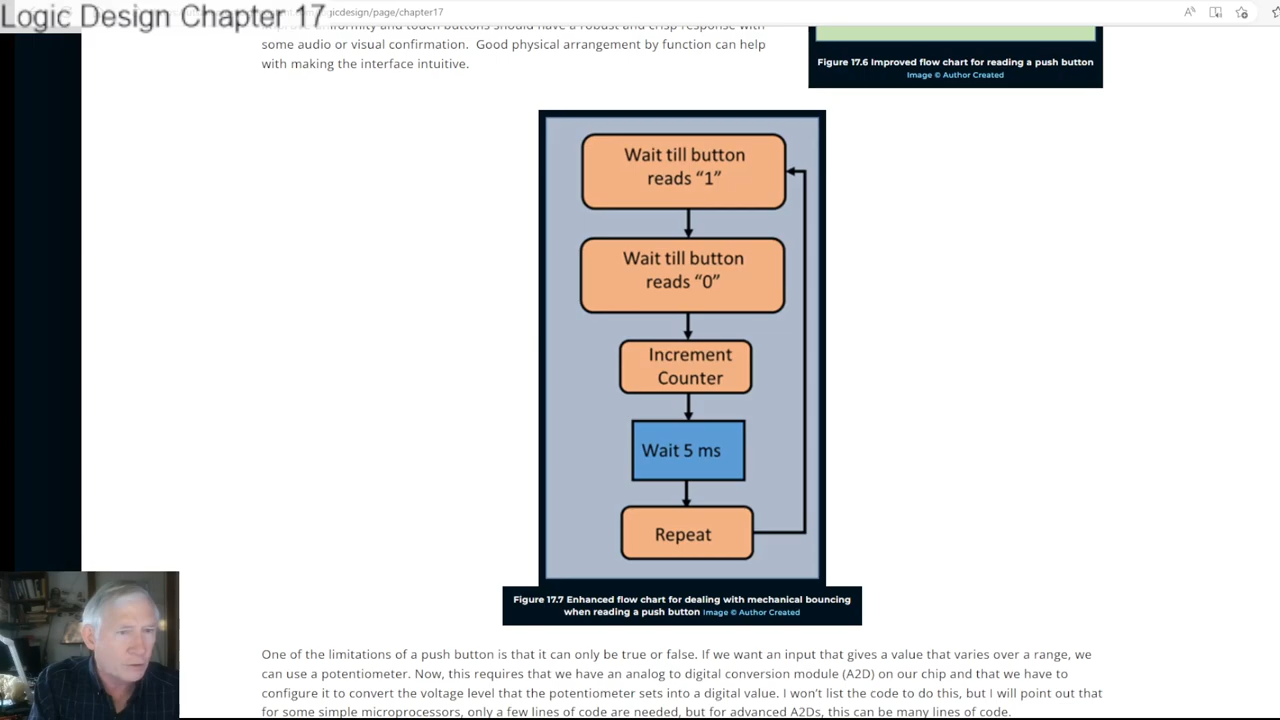 Logic Design Chapter 17
icdesign/page/chapter17
uniformity and touch buttons should have a robust and crisp response with
some audio or visual confirmation. Good physical arrangement by function can help
with making the interface intuitive.
Figure 17.6 Improved flow chart for reading a push button
Image © Author Created
Wait till button
reads “1”
Wait till button
reads “0”
Increment
Counter
Wait 5 ms
Repeat
Figure 17.7 Enhanced flow chart for dealing with mechanical bouncing
when reading a push button Image © Author Created
One of the limitations of a push button is that it can only be true or false. If we want an input that gives a value that varies over a range, we
can use a potentiometer. Now, this requires that we have an analog to digital conversion module (A2D) on our chip and that we have to
configure it to convert the voltage level that the potentiometer sets into a digital value. I won’t list the code to do this, but I will point out that
for some simple microprocessors, only a few lines of code are needed, but for advanced A2Ds, this can be many lines of code.